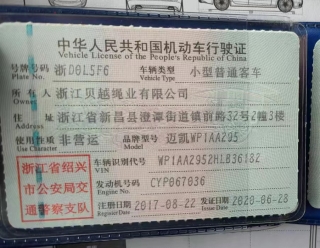 中华人民共和国机动车行驶证
Vehicle License of the People's Republic of China
号牌号码 浙D0L5F6 车辆类型 小型普通客车
Plate No. Vehicle Type
所有人 浙江贝越绳业有限公司
Owner
住址 浙江省新昌县澄潭街道镇前路32号2幢3楼
Address
使用性质 非营运 品牌型号 迈凯WP1AA295
Use Character Model
浙江省绍兴
市公安局交
通警察支队
车辆识别代号 WP1AA2952HLB36182
VIN
发动机号码 CYP067036
Engine No.
注册日期 2017-08-22 发证日期 2020-06-28
Register Date Issue Date